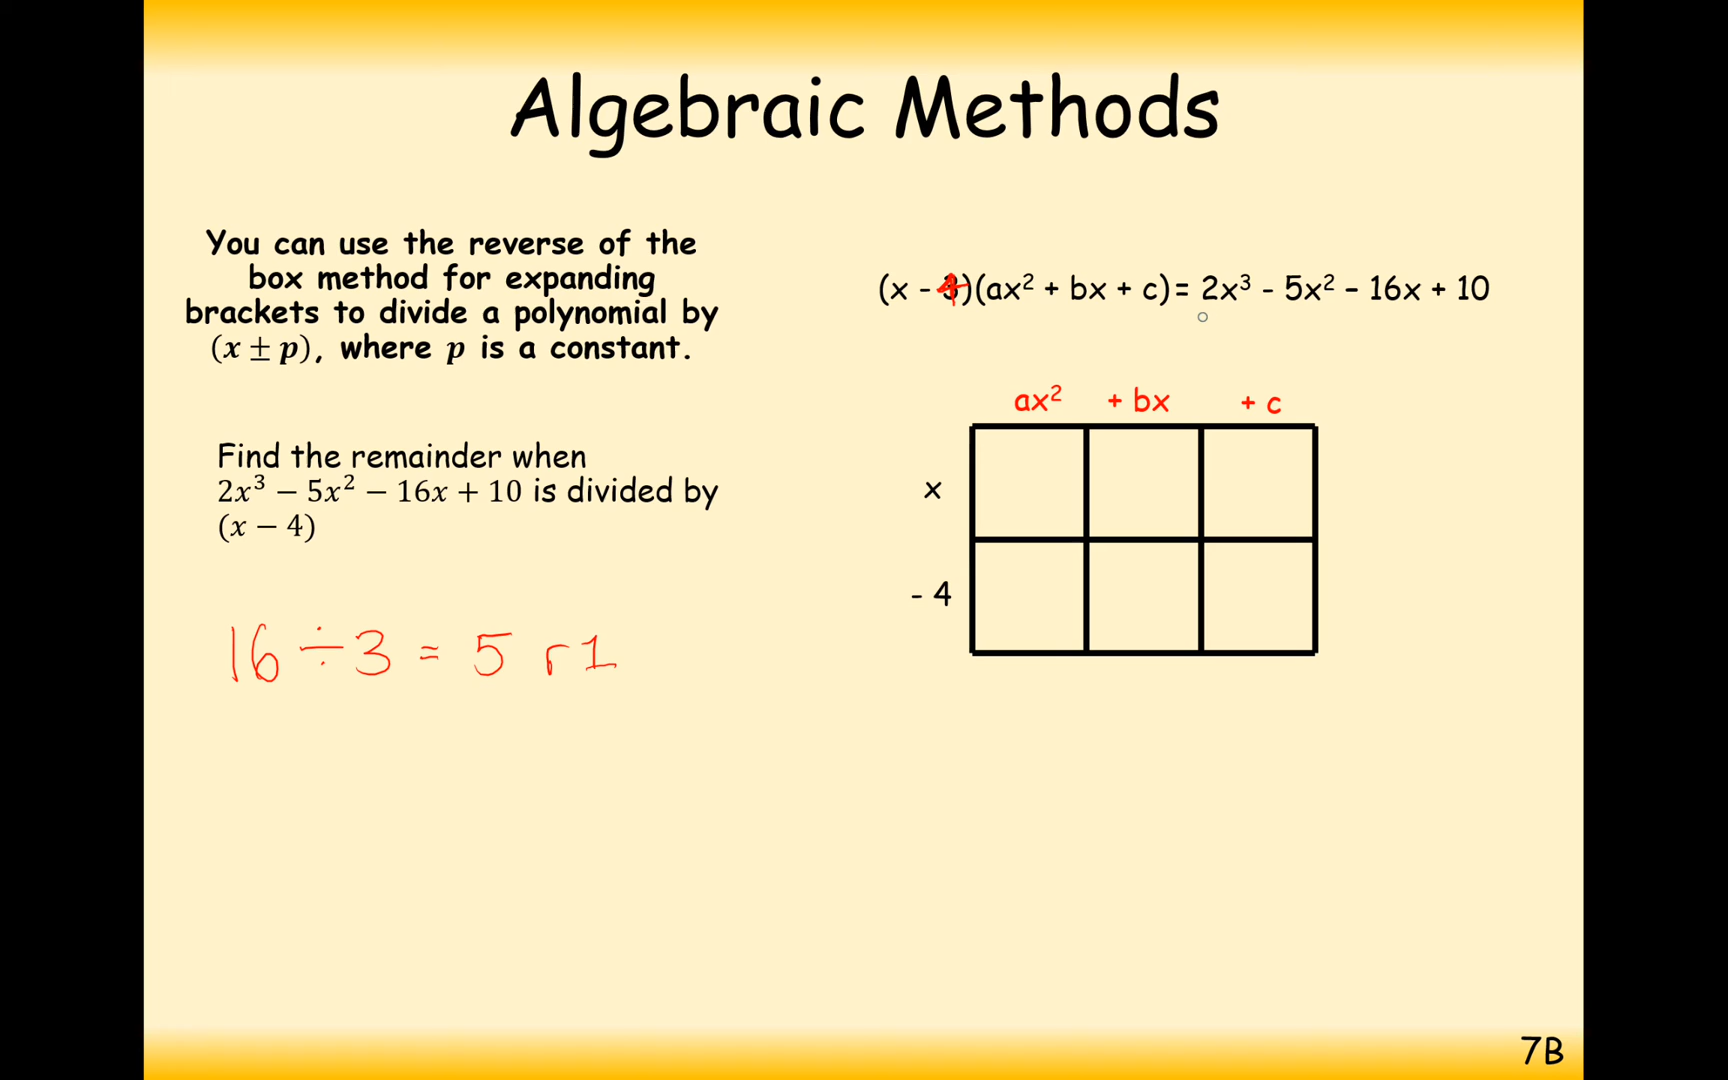 Algebraic Methods
You can use the reverse of the
box method for expanding
brackets to divide a polynomial by
(x ± p), where p is a constant.
Find the remainder when
2x³ − 5x² − 16x + 10 is divided by
(x − 4)
16 ÷ 3 = 5 r1
(x - 4)(ax² + bx + c)= 2x³ - 5x² – 16x + 10
ax² + bx + c
x
- 4
7B